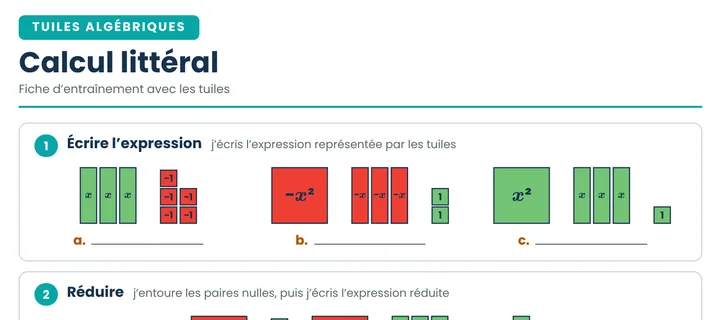 TUILES ALGÉBRIQUES
Calcul littéral
Fiche d’entraînement avec les tuiles
1 Écrire l’expression j’écris l’expression représentée par les tuiles
x x x -1 -1 -1 -1 -1 -x² -x -x -x 1 1 x² x x x 1
a. b. c.
2 Réduire j’entoure les paires nulles, puis j’écris l’expression réduite